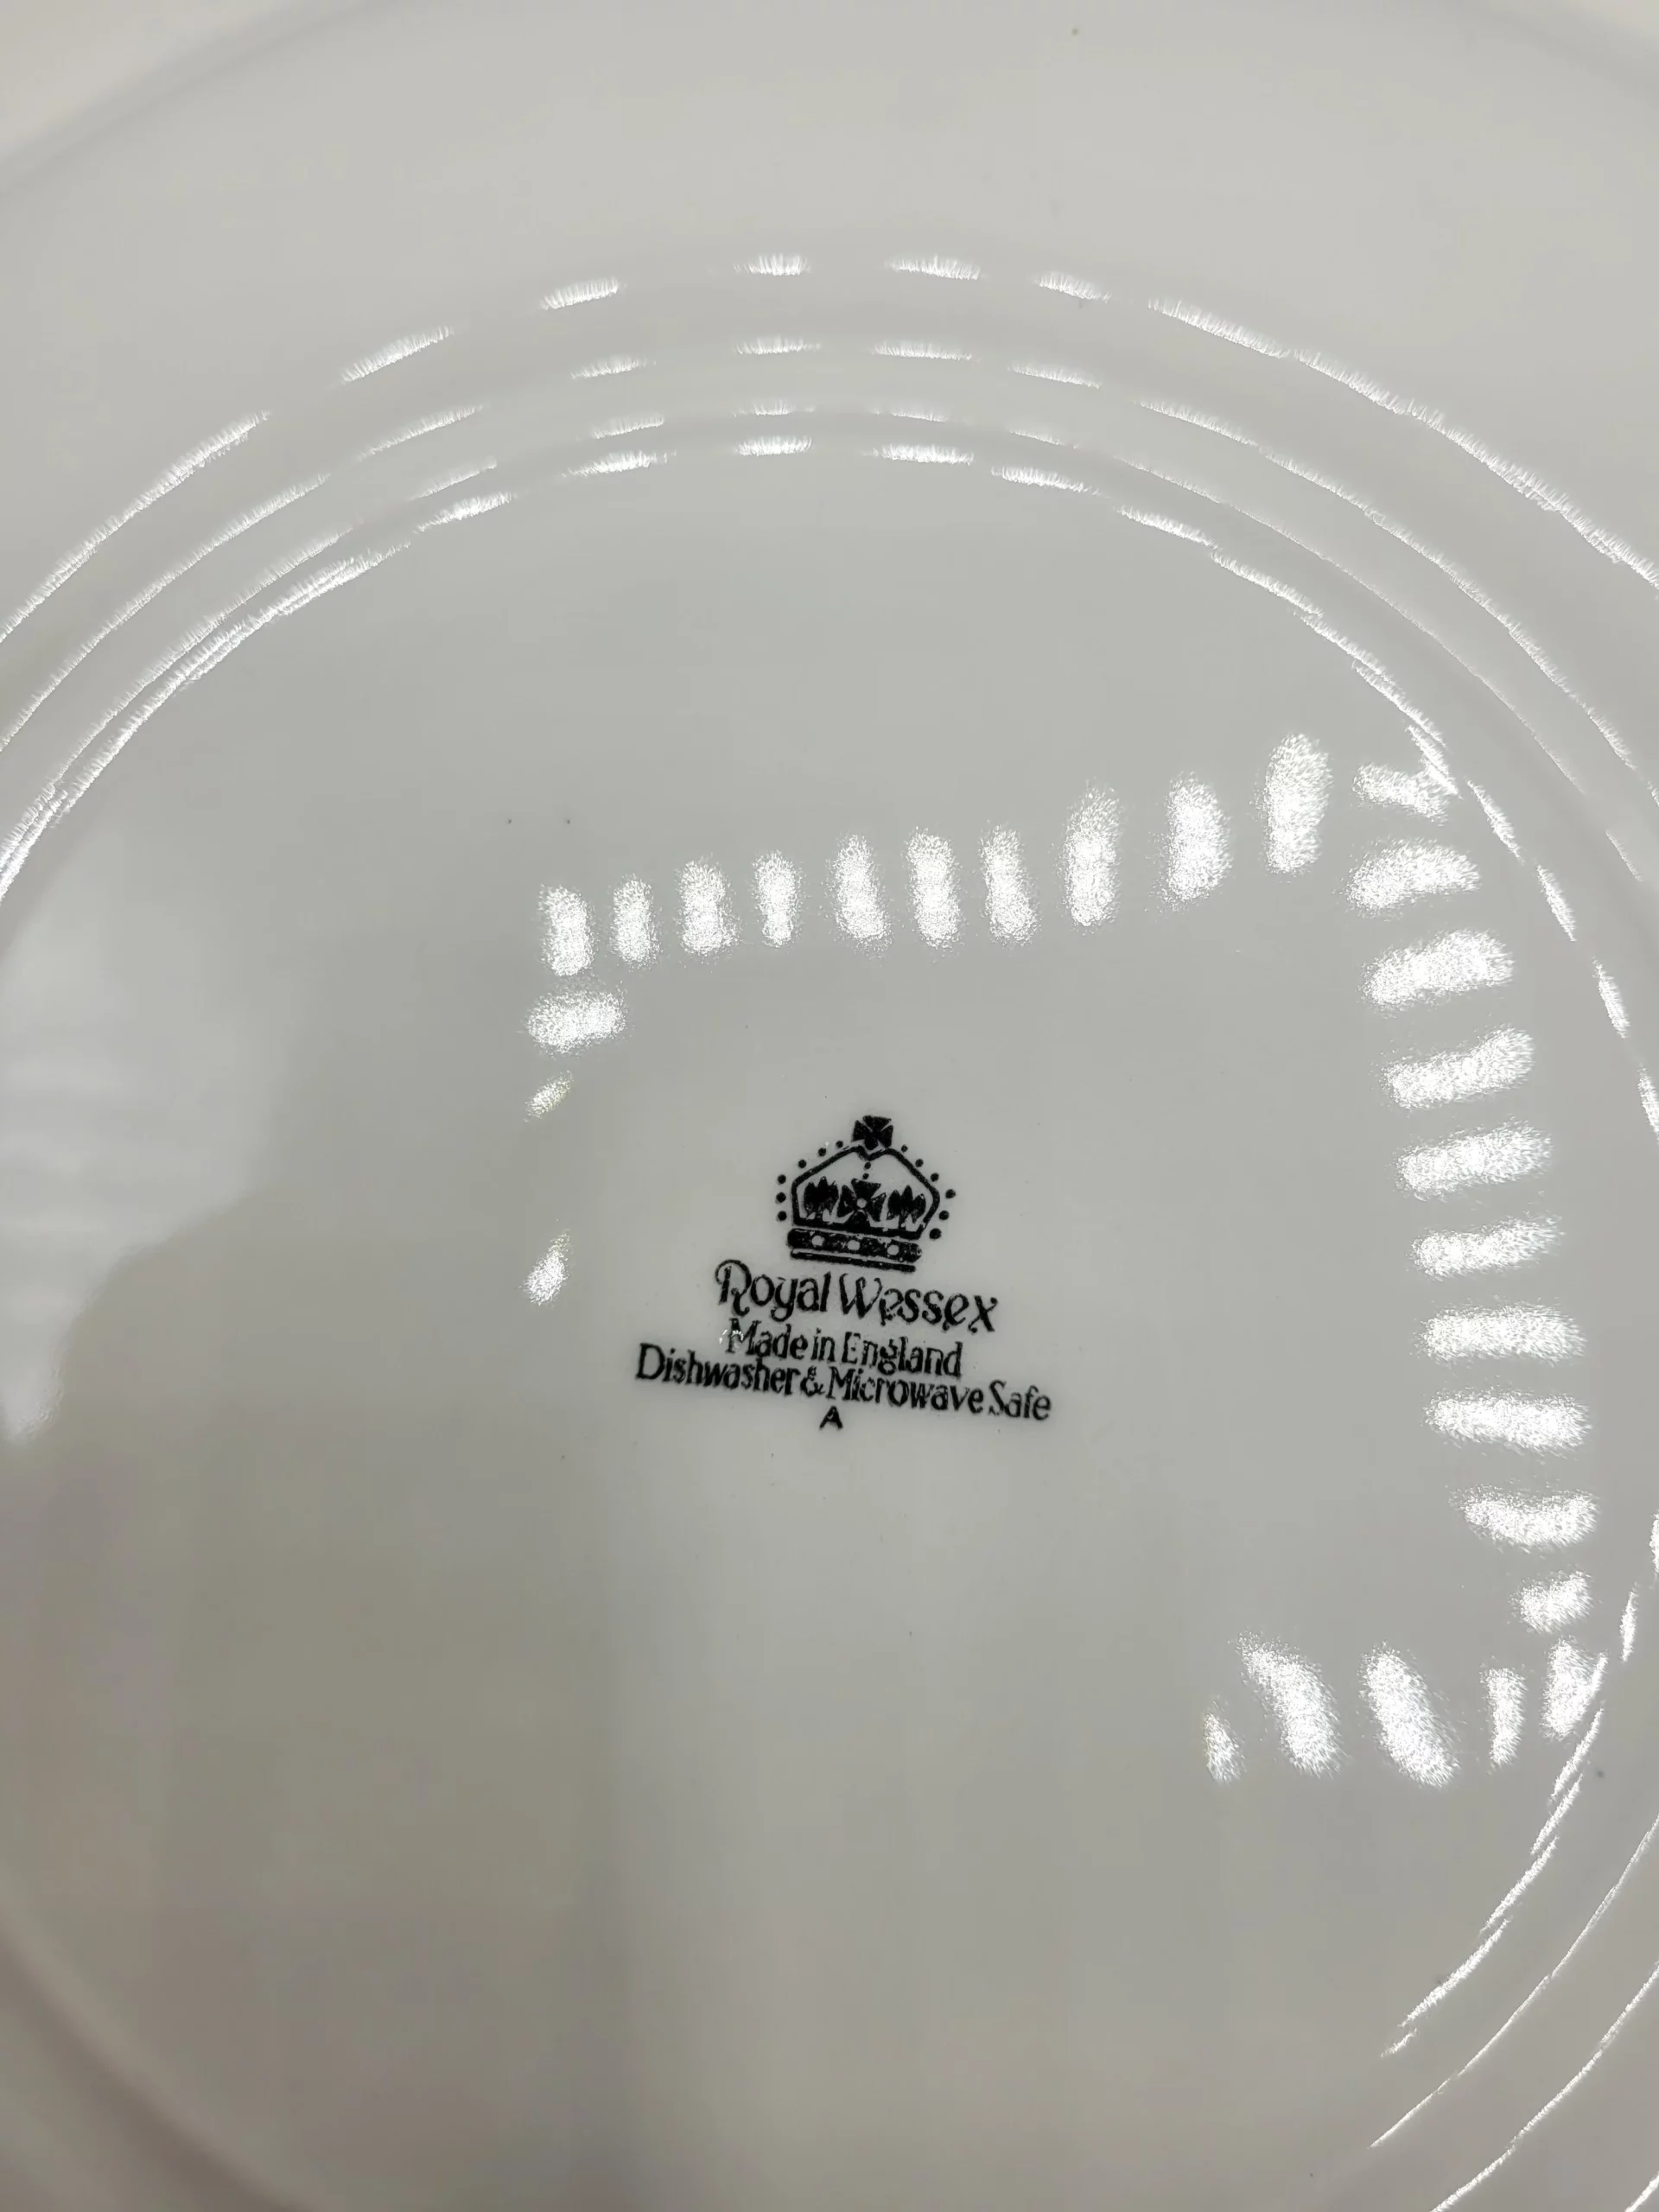 Royal Wessex
Made in England
Dishwasher & Microwave Safe
A